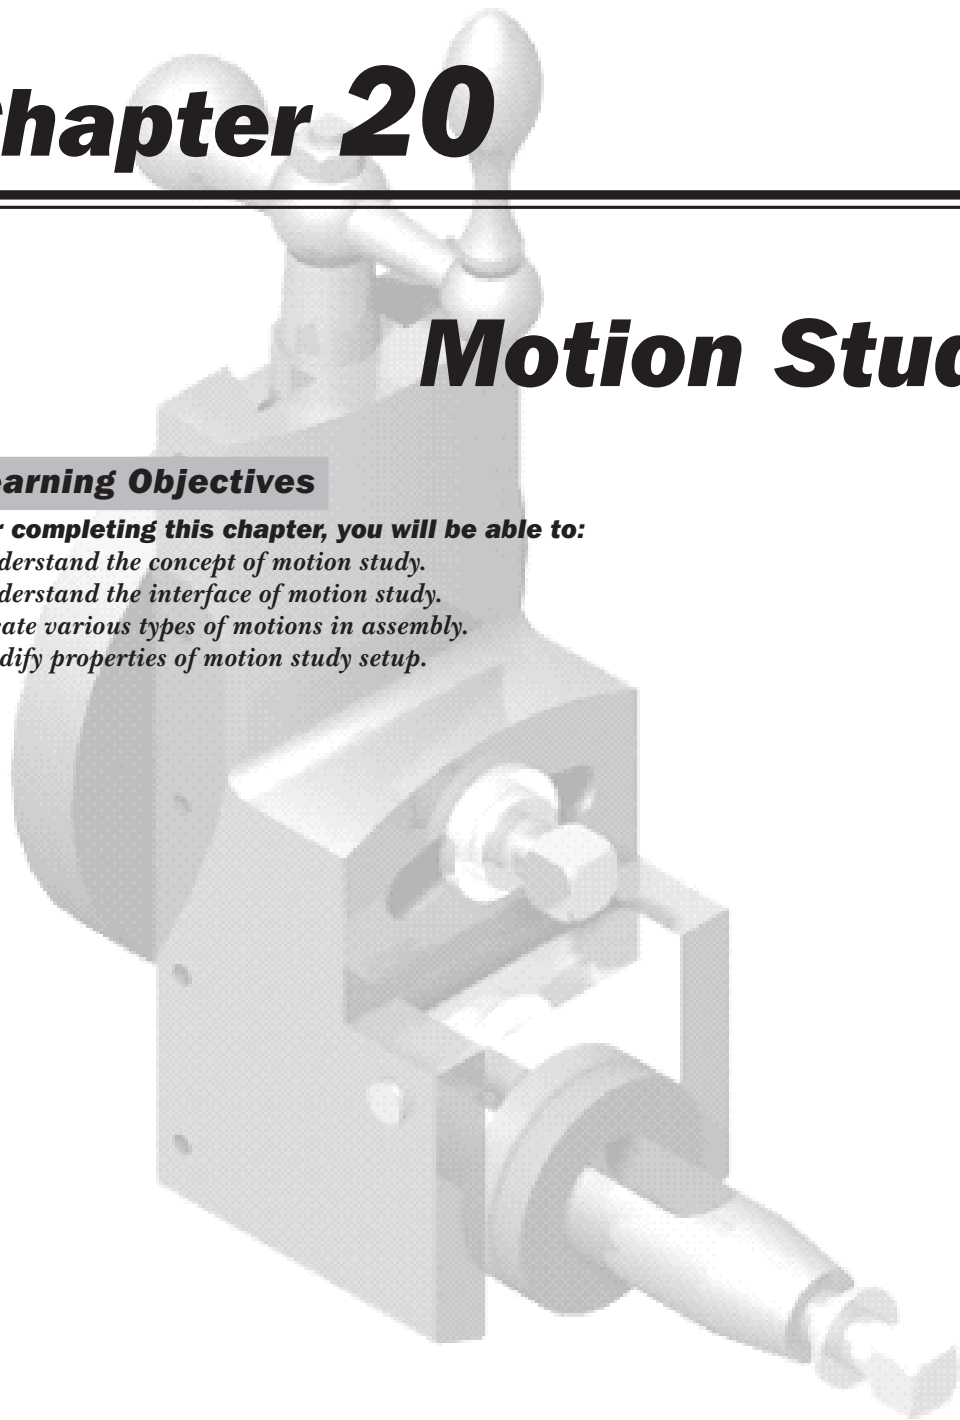 hapter 20
Motion Stud
earning Objectives
r completing this chapter, you will be able to:
derstand the concept of motion study.
derstand the interface of motion study.
ate various types of motions in assembly.
dify properties of motion study setup.